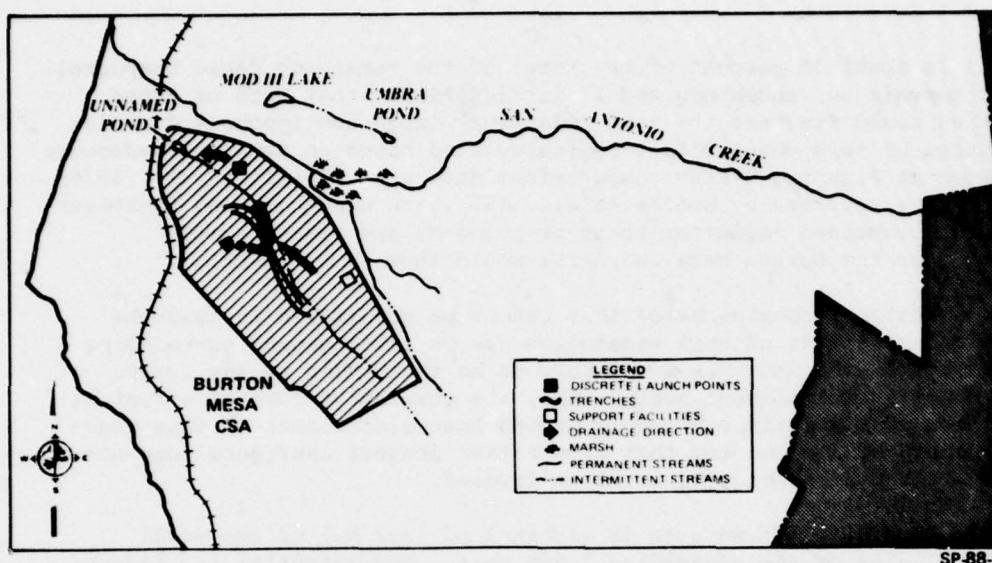 MOD III LAKE
UMBRA
POND
UNNAMED
POND
SAN
ANTONIO
CREEK
BURTON
MESA
CSA
LEGEND
DISCRETE LAUNCH POINTS
TRENCHES
SUPPORT FACILITIES
DRAINAGE DIRECTION
MARSH
PERMANENT STREAMS
INTERMITTENT STREAMS
SP-88-